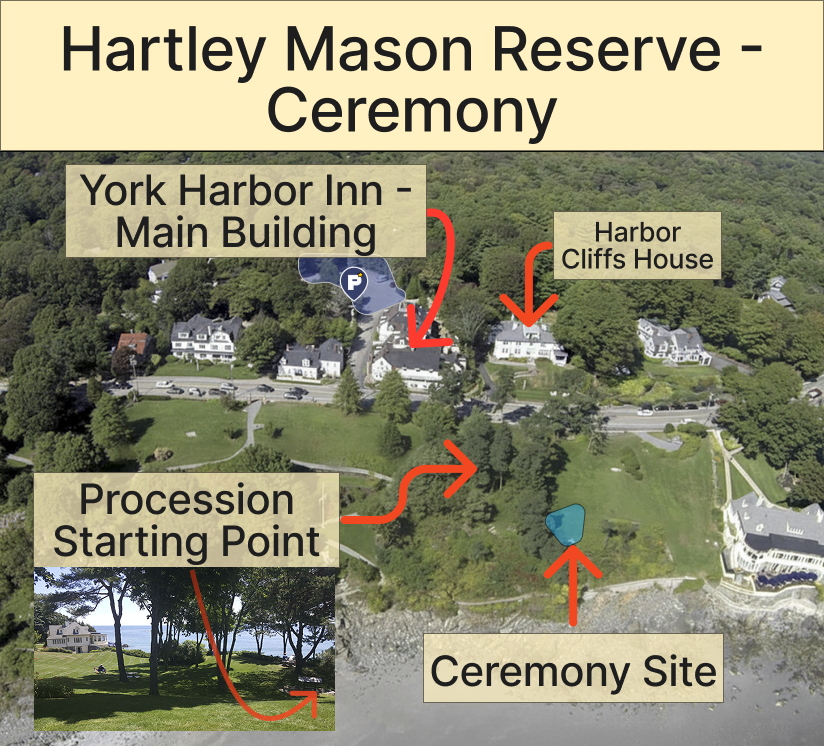 Hartley Mason Reserve -
Ceremony
York Harbor Inn -
Main Building
Harbor
Cliffs House
P
Procession
Starting Point
Ceremony Site